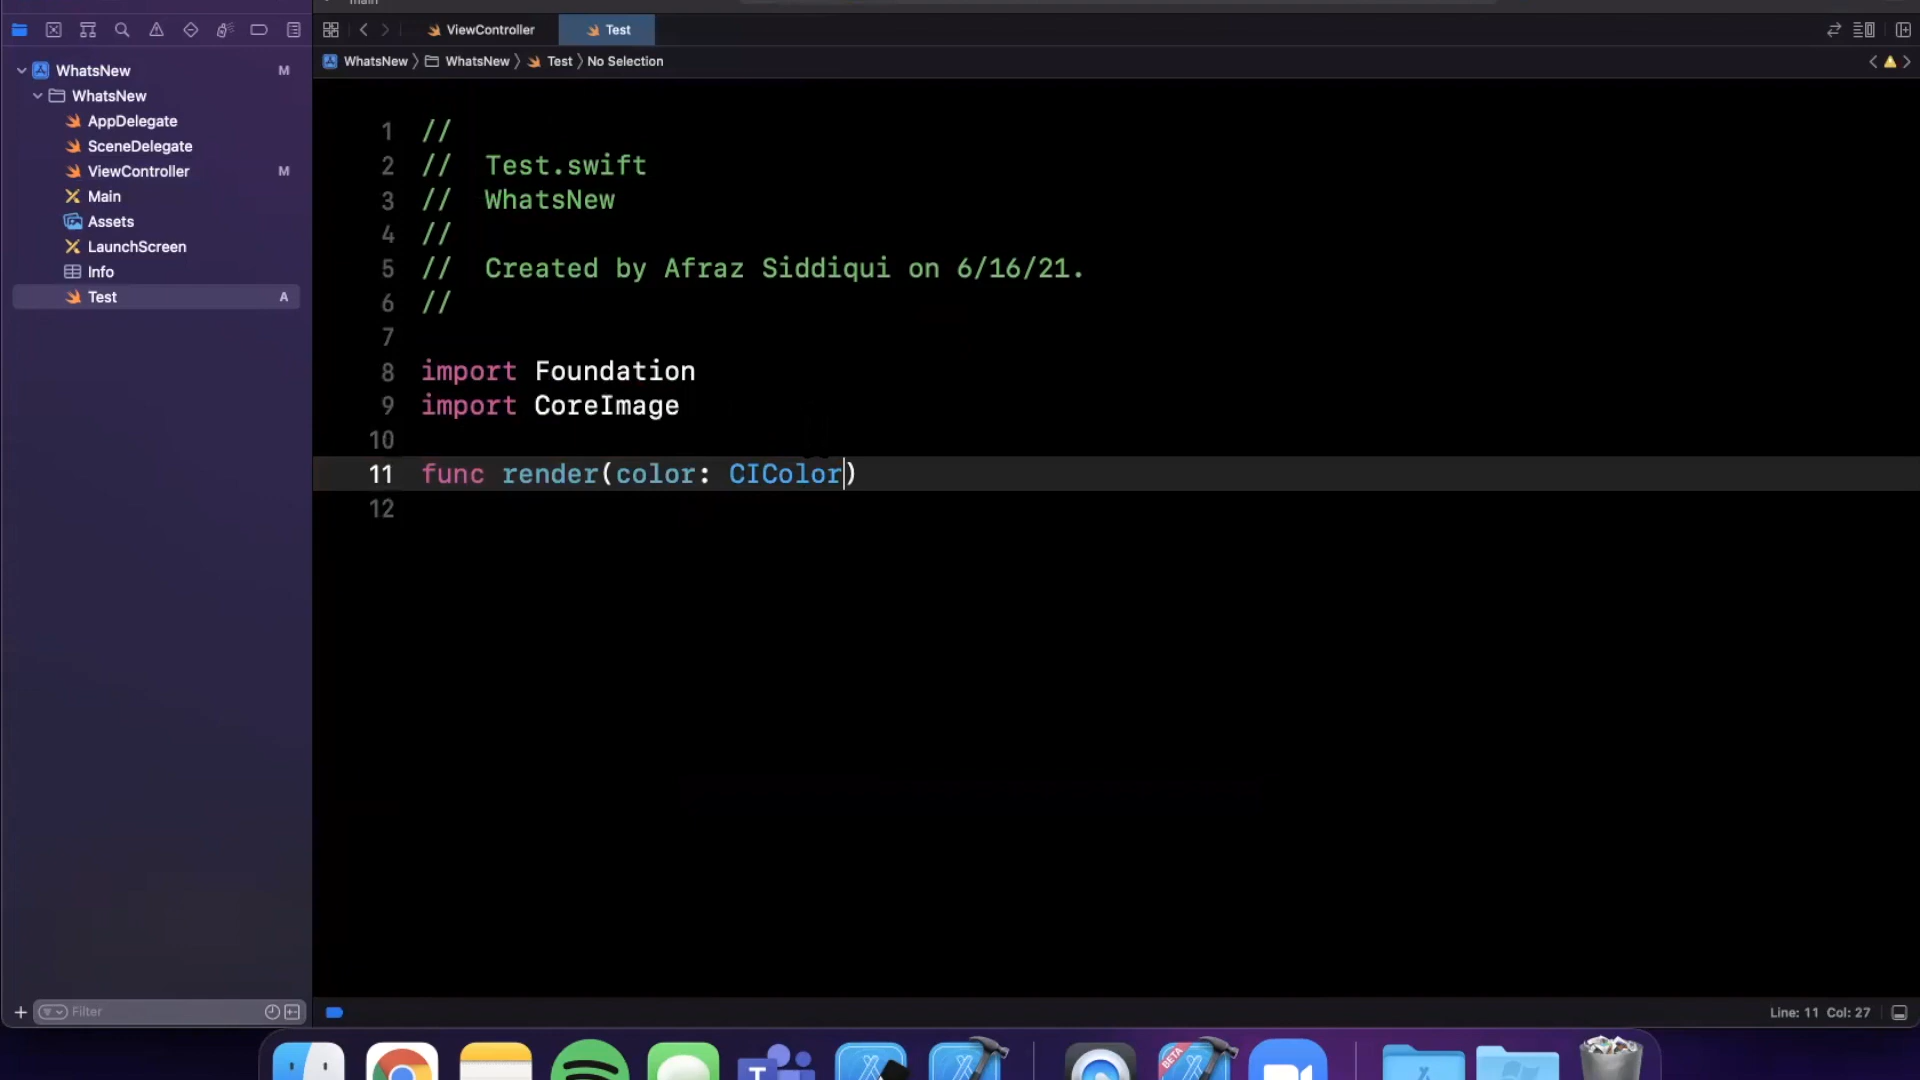 main
ViewController
Test
WhatsNew
WhatsNew
Test
No Selection
WhatsNew M
WhatsNew
AppDelegate
SceneDelegate
ViewController M
Main
Assets
LaunchScreen
Info
Test A
1 //
2 // Test.swift
3 // WhatsNew
4 //
5 // Created by Afraz Siddiqui on 6/16/21.
6 //
7
8 import Foundation
9 import CoreImage
10
11 func render(color: CIColor)
12
Filter
Line: 11 Col: 27
T
BETA